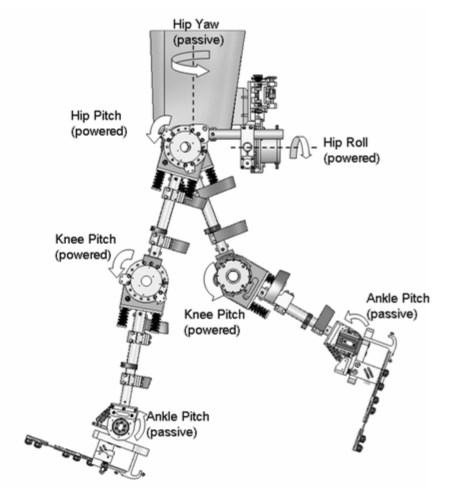 Hip Yaw
(passive)
Hip Pitch
(powered)
Hip Roll
(powered)
Knee Pitch
(powered)
Knee Pitch
(powered)
Ankle Pitch
(passive)
Ankle Pitch
(passive)